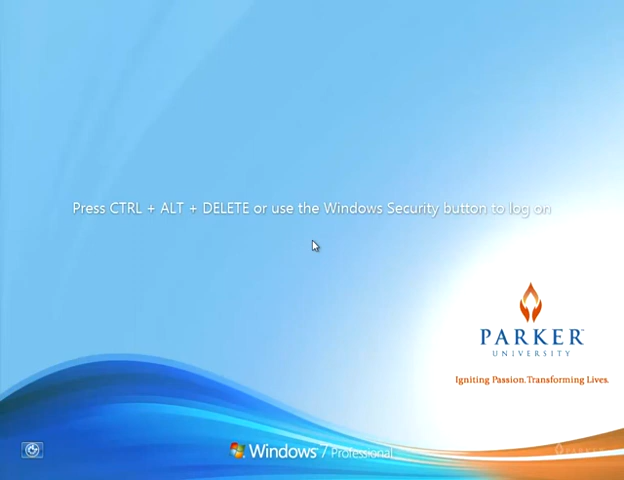 Press CTRL + ALT + DELETE or use the Windows Security button to log on
PARKER™
UNIVERSITY
Igniting Passion.Transforming Lives.
Windows 7 Professional
PARKER